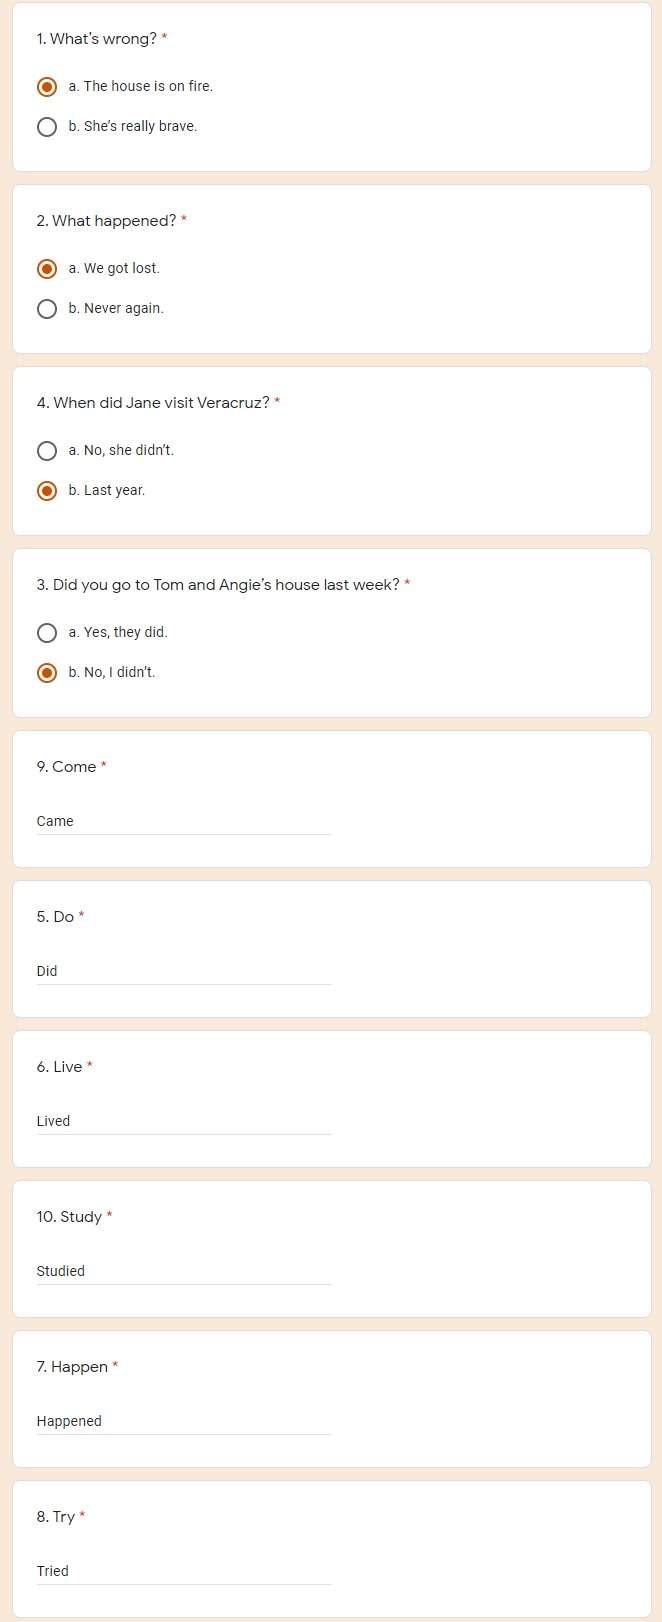 1. What's wrong? *
a. The house is on fire.
b. She's really brave.
2. What happened? *
a. We got lost.
b. Never again.
4. When did Jane visit Veracruz? *
a. No, she didn't.
b. Last year.
3. Did you go to Tom and Angie's house last week? *
a. Yes, they did.
b. No, I didn't.
9. Come *
Came
5. Do *
Did
6. Live *
Lived
10. Study *
Studied
7. Happen *
Happened
8. Try *
Tried